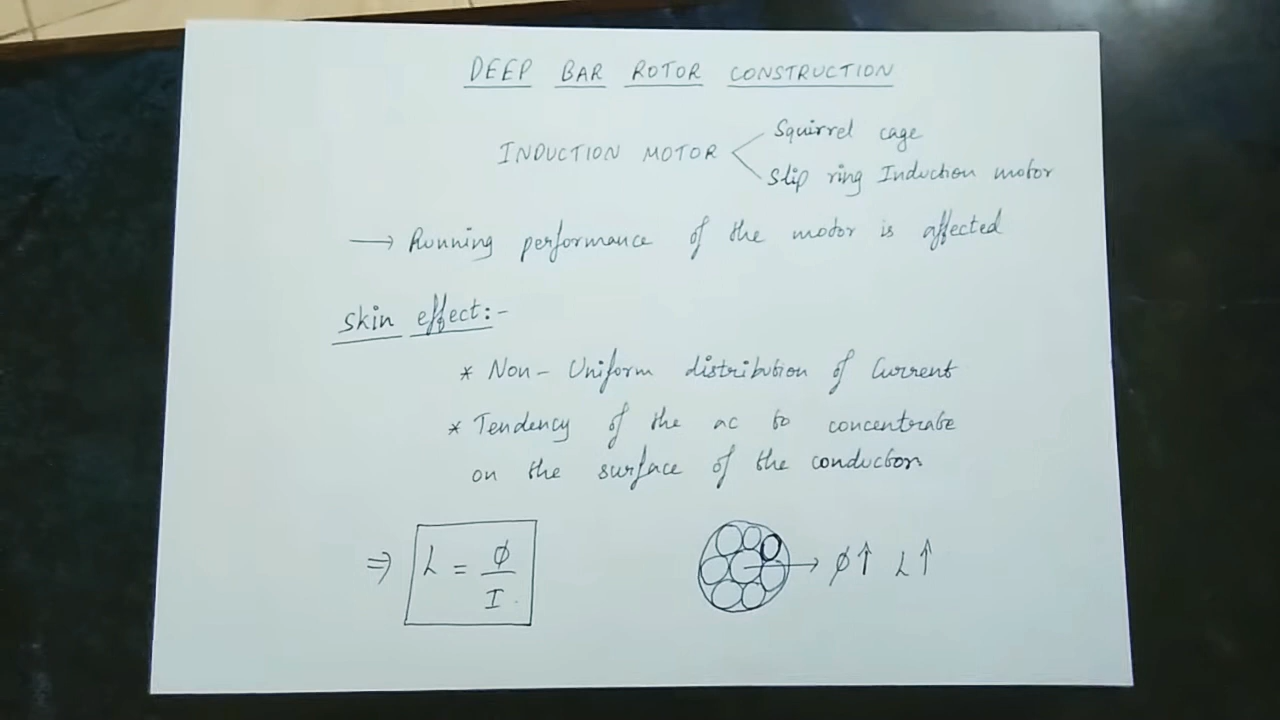 DEEP BAR ROTOR CONSTRUCTION
INDUCTION MOTOR
Squirrel cage
Slip ring Induction motor
→ Running performance of the motor is affected
Skin effect:-
* Non-Uniform distribution of Current
* Tendency of the ac to concentrate
on the surface of the conductor.
⇒ L = ϕ / I
→ ϕ↑ L↑